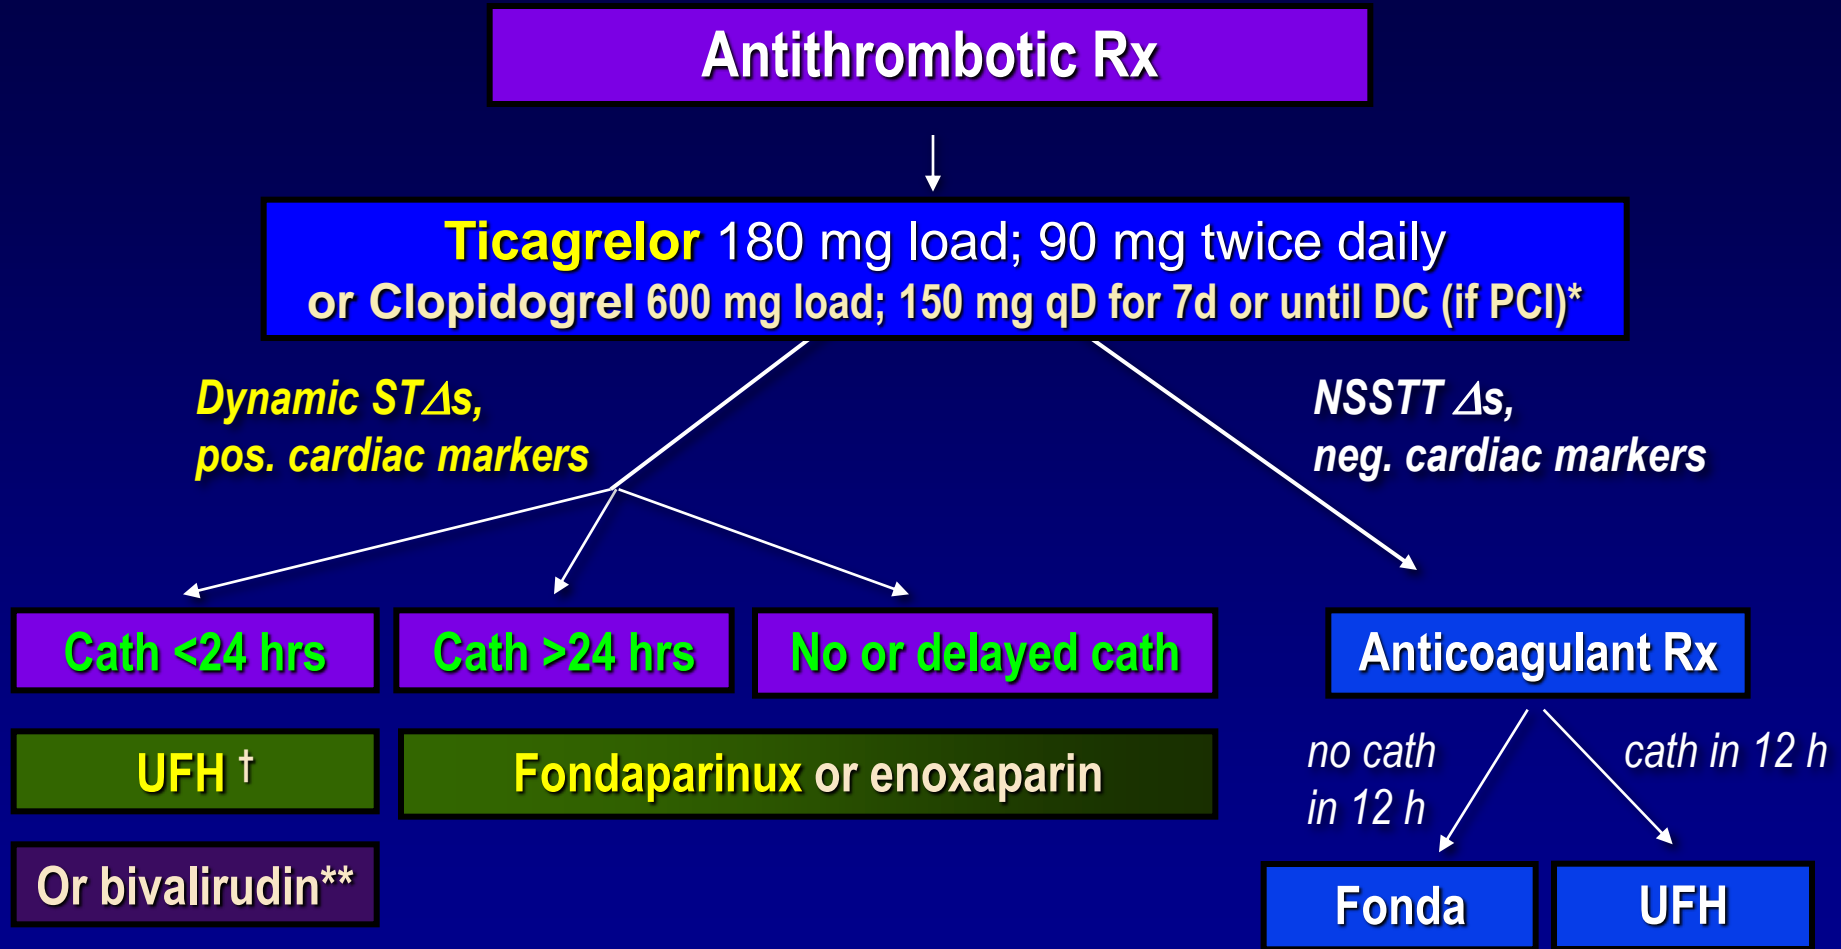 Antithrombotic Rx
Ticagrelor 180 mg load; 90 mg twice daily
or Clopidogrel 600 mg load; 150 mg qD for 7d or until DC (if PCI)*
Dynamic STΔs,
pos. cardiac markers
NSSTT Δs,
neg. cardiac markers
Cath <24 hrs
Cath >24 hrs
No or delayed cath
Anticoagulant Rx
UFH †
Fondaparinux or enoxaparin
no cath
in 12 h
cath in 12 h
Or bivalirudin**
Fonda
UFH